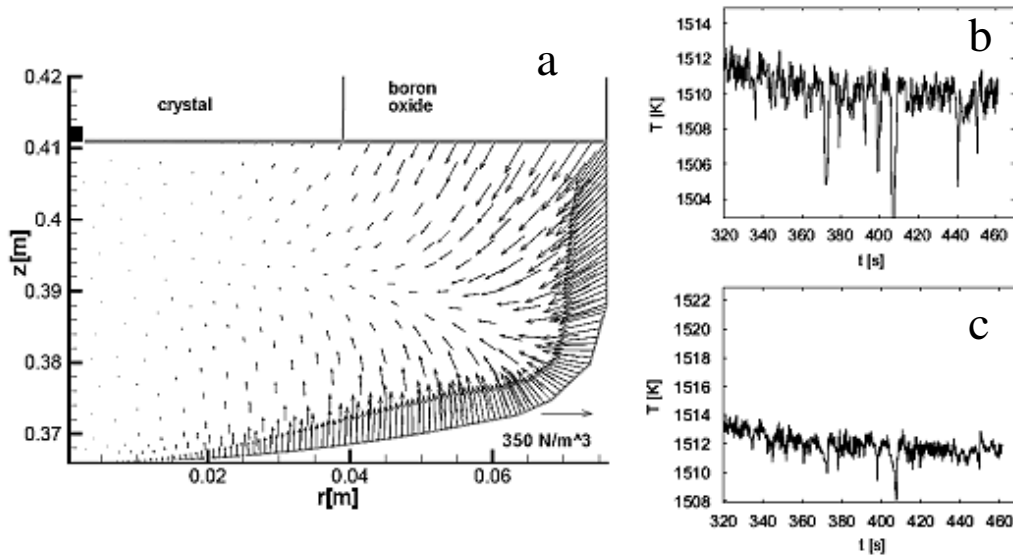 a
crystal
boron
oxide
0.42
0.41
0.4
0.39
0.38
0.37
z[m]
350 N/m^3
0.02
0.04
0.06
r[m]
b
1514
1512
1510
1508
1506
1504
T [K]
320 340 360 380 400 420 440 460
t [s]
c
1522
1520
1518
1516
1514
1512
1510
1508
T [K]
320 340 360 380 400 420 440 460
t [s]